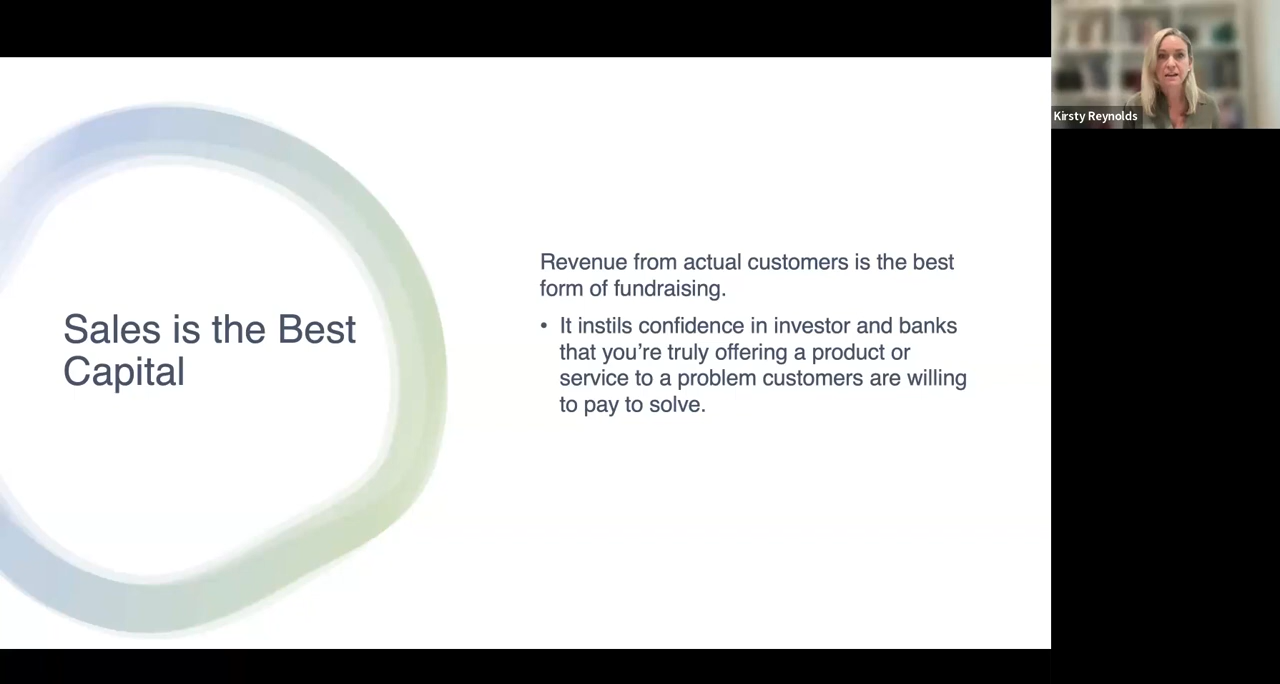 Sales is the Best
Capital
Revenue from actual customers is the best
form of fundraising.
• It instils confidence in investor and banks
that you're truly offering a product or
service to a problem customers are willing
to pay to solve.
Kirsty Reynolds